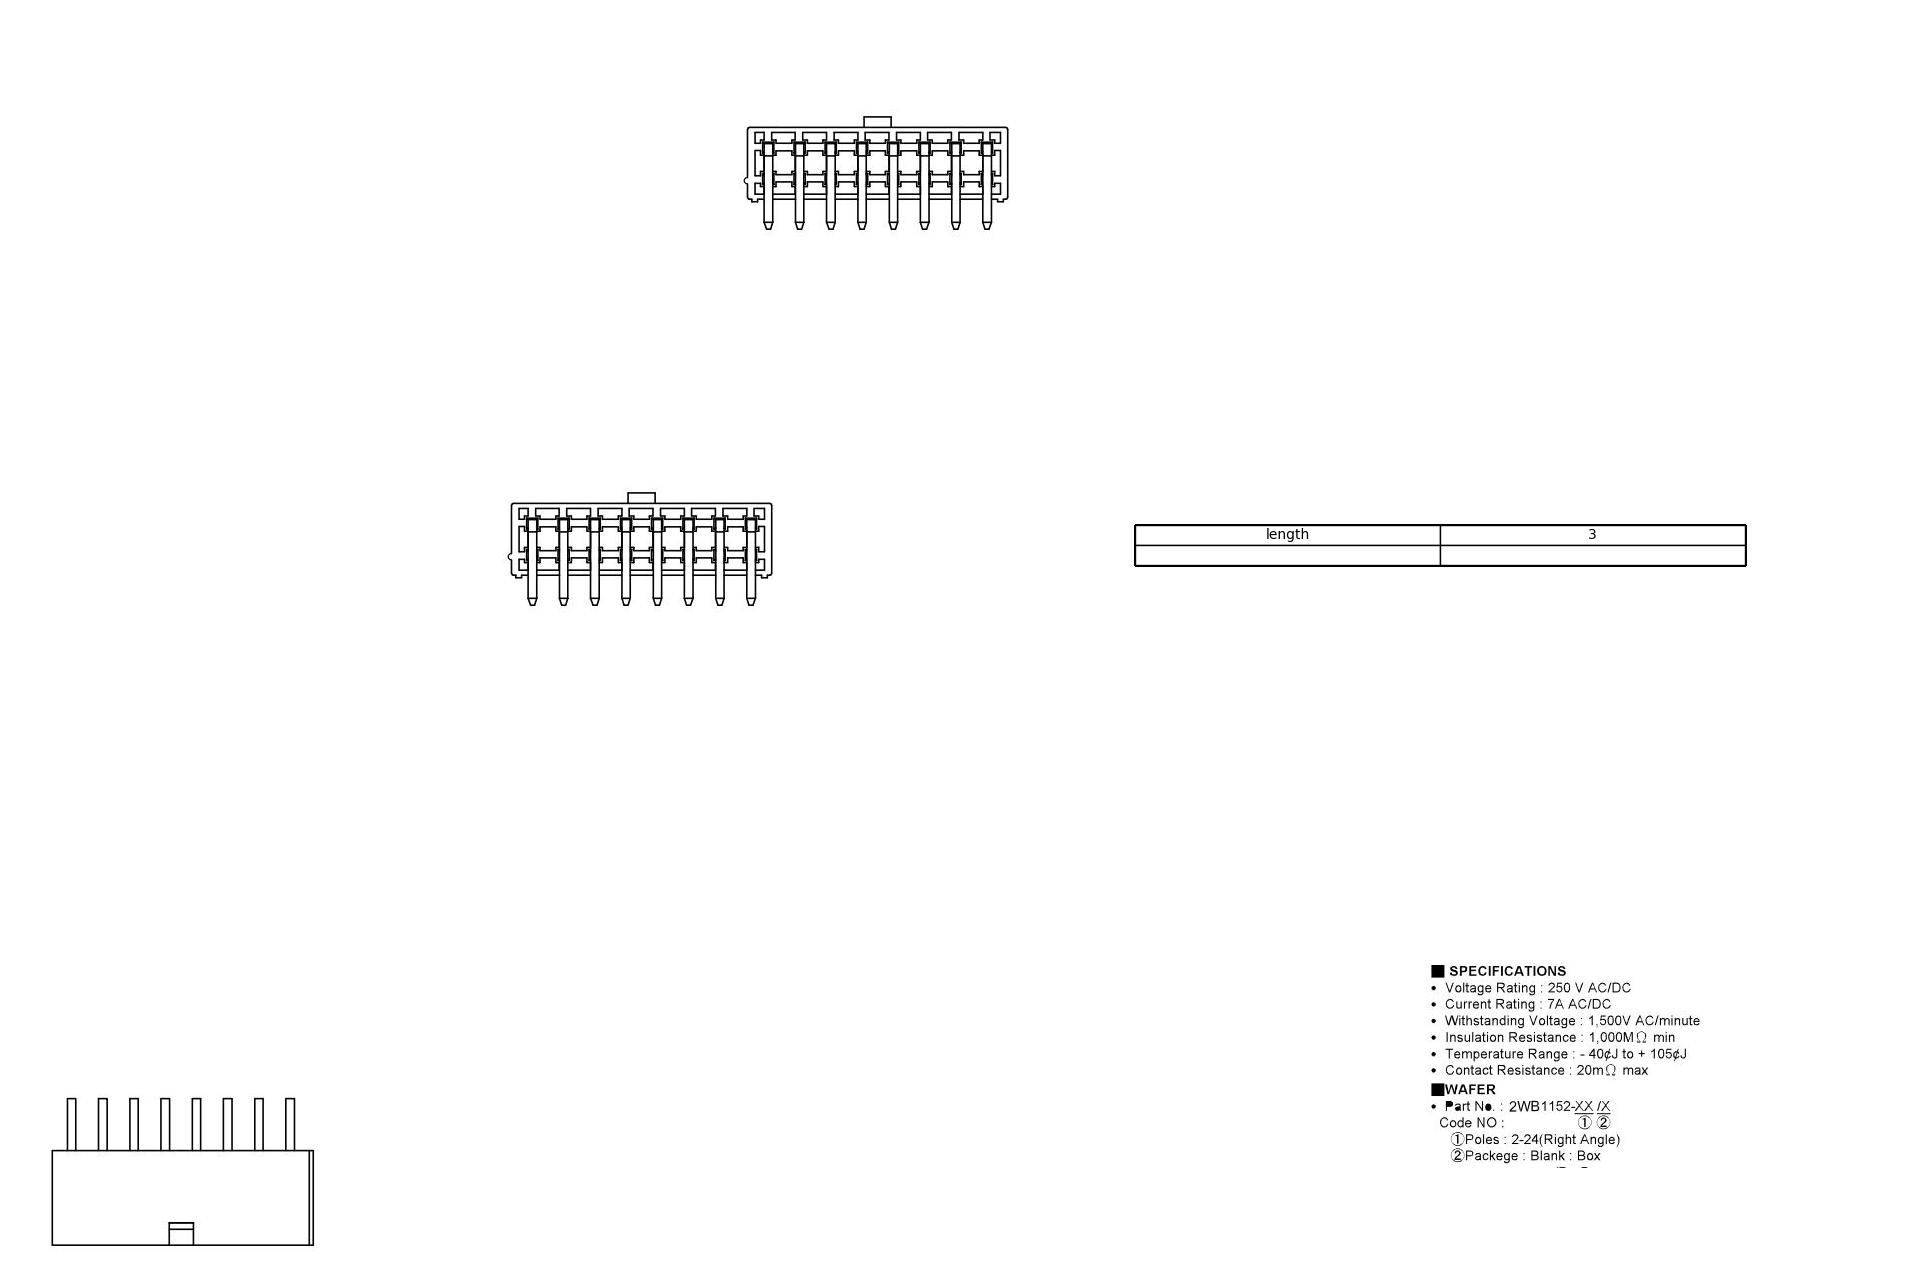 length 3
■ SPECIFICATIONS
• Voltage Rating : 250 V AC/DC
• Current Rating : 7A AC/DC
• Withstanding Voltage : 1,500V AC/minute
• Insulation Resistance : 1,000MΩ min
• Temperature Range : - 40¢J to + 105¢J
• Contact Resistance : 20mΩ max
■WAFER
• Part No. : 2WB1152-XX /X
Code NO : ① ②
①Poles : 2-24(Right Angle)
②Packege : Blank : Box